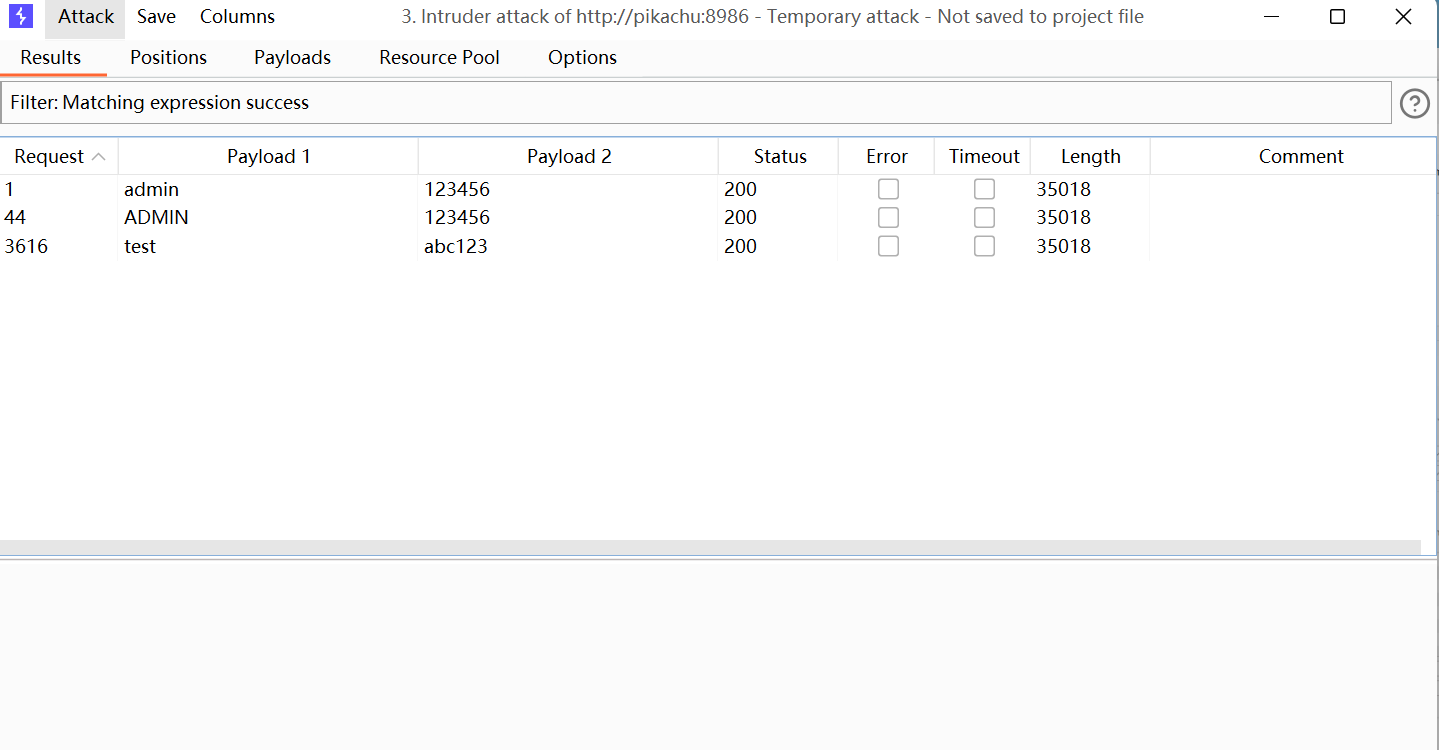 Attack Save Columns 3. Intruder attack of http://pikachu:8986 - Temporary attack - Not saved to project file
Results Positions Payloads Resource Pool Options
Filter: Matching expression success
Request Payload 1 Payload 2 Status Error Timeout Length Comment
1 admin 123456 200 35018
44 ADMIN 123456 200 35018
3616 test abc123 200 35018